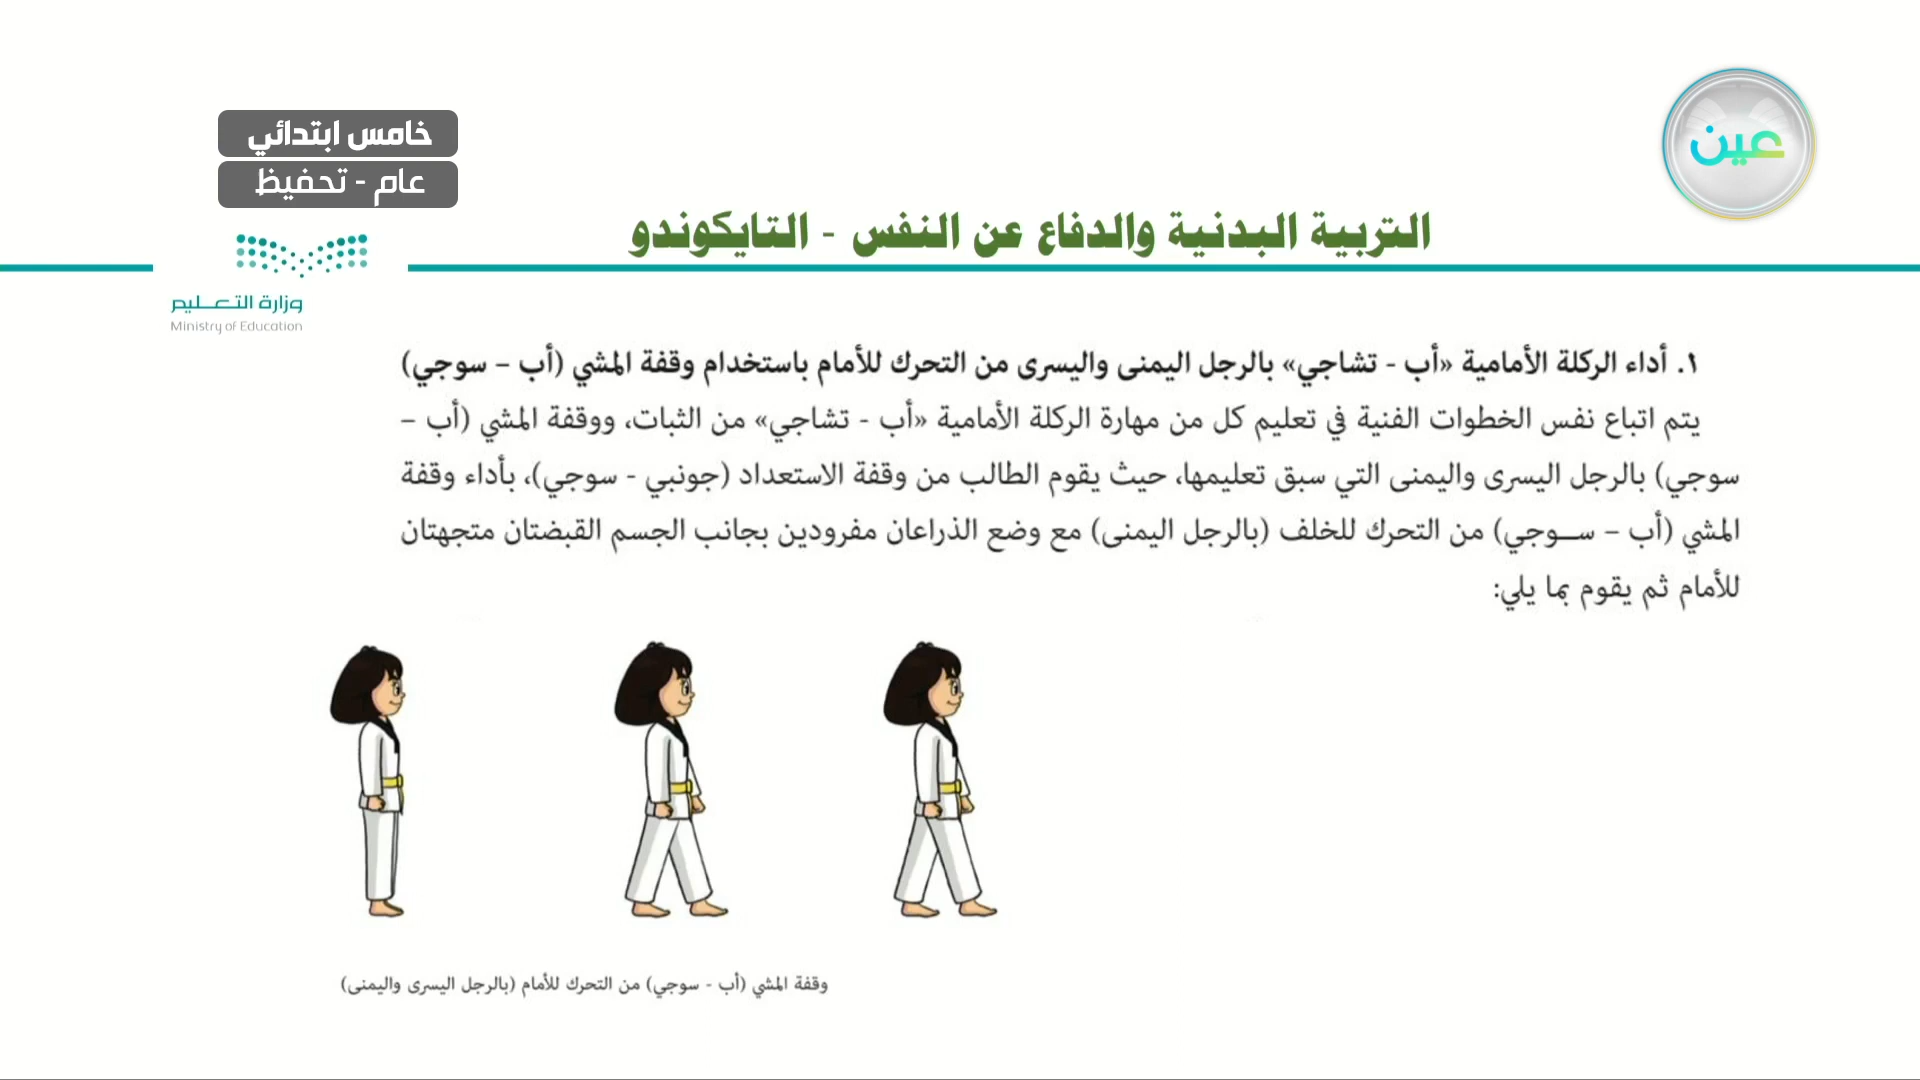 خامس ابتدائي
عام - تحفيظ
عين
التربية البدنية والدفاع عن النفس - التايكوندو
وزارة التعـــليم
Ministry of Education
١. أداء الركلة الأمامية «أب - تشاجي» بالرجل اليمنى واليسرى من التحرك للأمام باستخدام وقفة المشي (أب – سوجي)
يتم اتباع نفس الخطوات الفنية في تعليم كل من مهارة الركلة الأمامية «أب - تشاجي» من الثبات، ووقفة المشي (أب –
سوجي) بالرجل اليسرى واليمنى التي سبق تعليمها، حيث يقوم الطالب من وقفة الاستعداد (جونبي - سوجي)، بأداء وقفة
المشي (أب – ســوجي) من التحرك للخلف (بالرجل اليمنى) مع وضع الذراعان مفرودين بجانب الجسم القبضتان متجهتان
للأمام ثم يقوم بما يلي:
وقفة المشي (أب - سوجي) من التحرك للأمام (بالرجل اليسرى واليمنى)